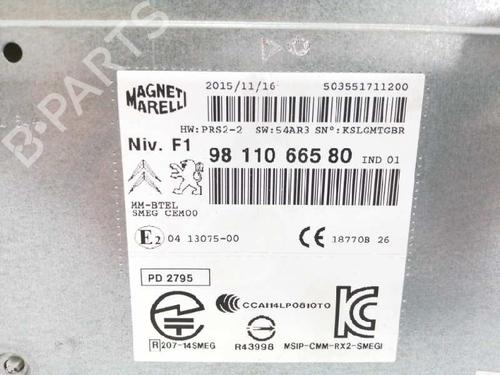 MAGNETI
MARELLI
2015/11/16 503551711200
HW:PRS2-2 SW:54AR3 SN°:KSLGMTGBR
Niv. F1 98 110 665 80 IND 01
MM-BTEL
SMEG CEM00
E2 04 13075-00 CE 18770B 26
PD 2795
CCAI14LP0810T0
R 207-14SMEG R43998 MSIP-CMM-RX2-SMEGI
B-PARTS